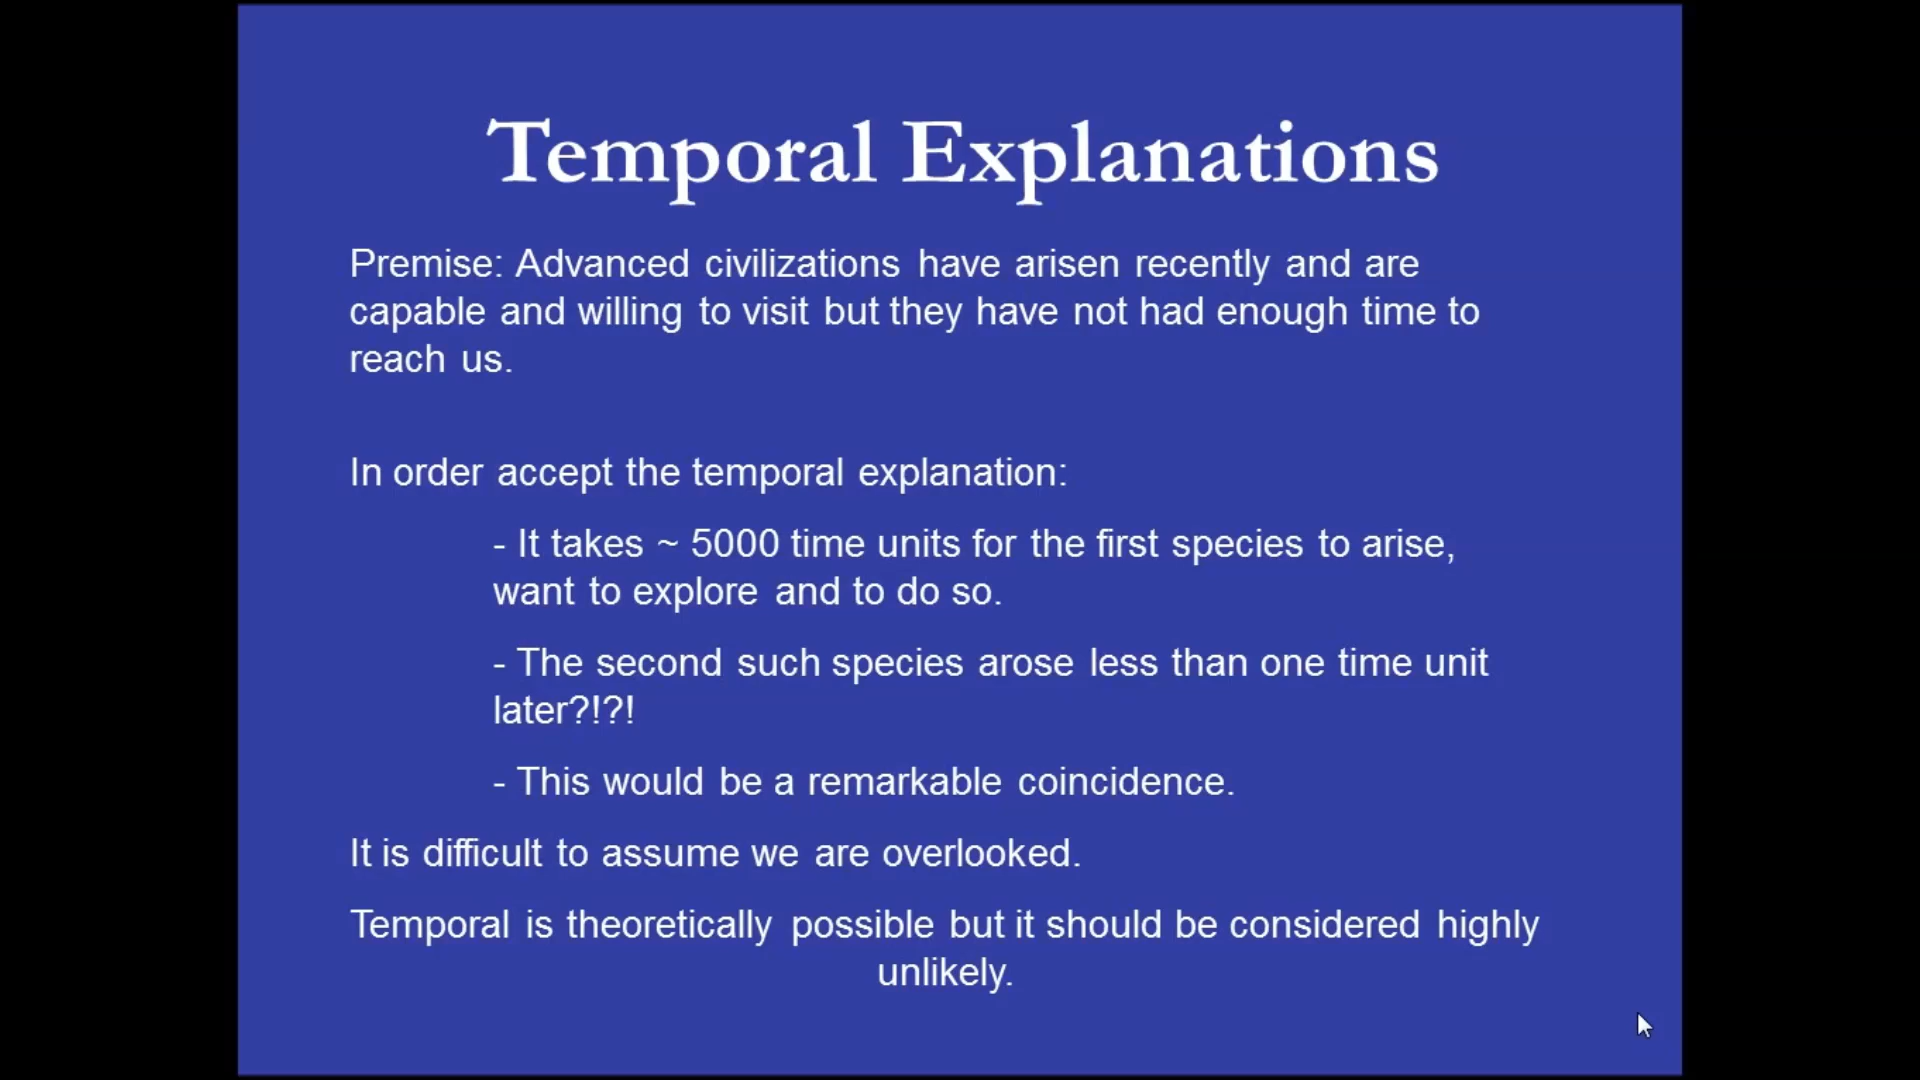 Temporal Explanations
Premise: Advanced civilizations have arisen recently and are
capable and willing to visit but they have not had enough time to
reach us.
In order accept the temporal explanation:
- It takes ~ 5000 time units for the first species to arise,
want to explore and to do so.
- The second such species arose less than one time unit
later?!?!
- This would be a remarkable coincidence.
It is difficult to assume we are overlooked.
Temporal is theoretically possible but it should be considered highly
unlikely.